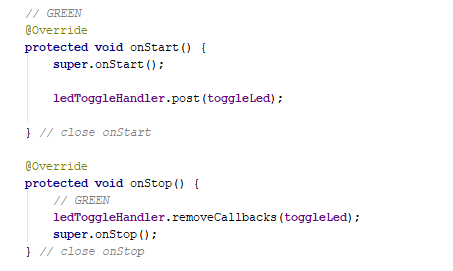 // GREEN
@Override
protected void onStart() {
super.onStart();
ledToggleHandler.post(toggleLed);
} // close onStart
@Override
protected void onStop() {
// GREEN
ledToggleHandler.removeCallbacks(toggleLed);
super.onStop();
} // close onStop